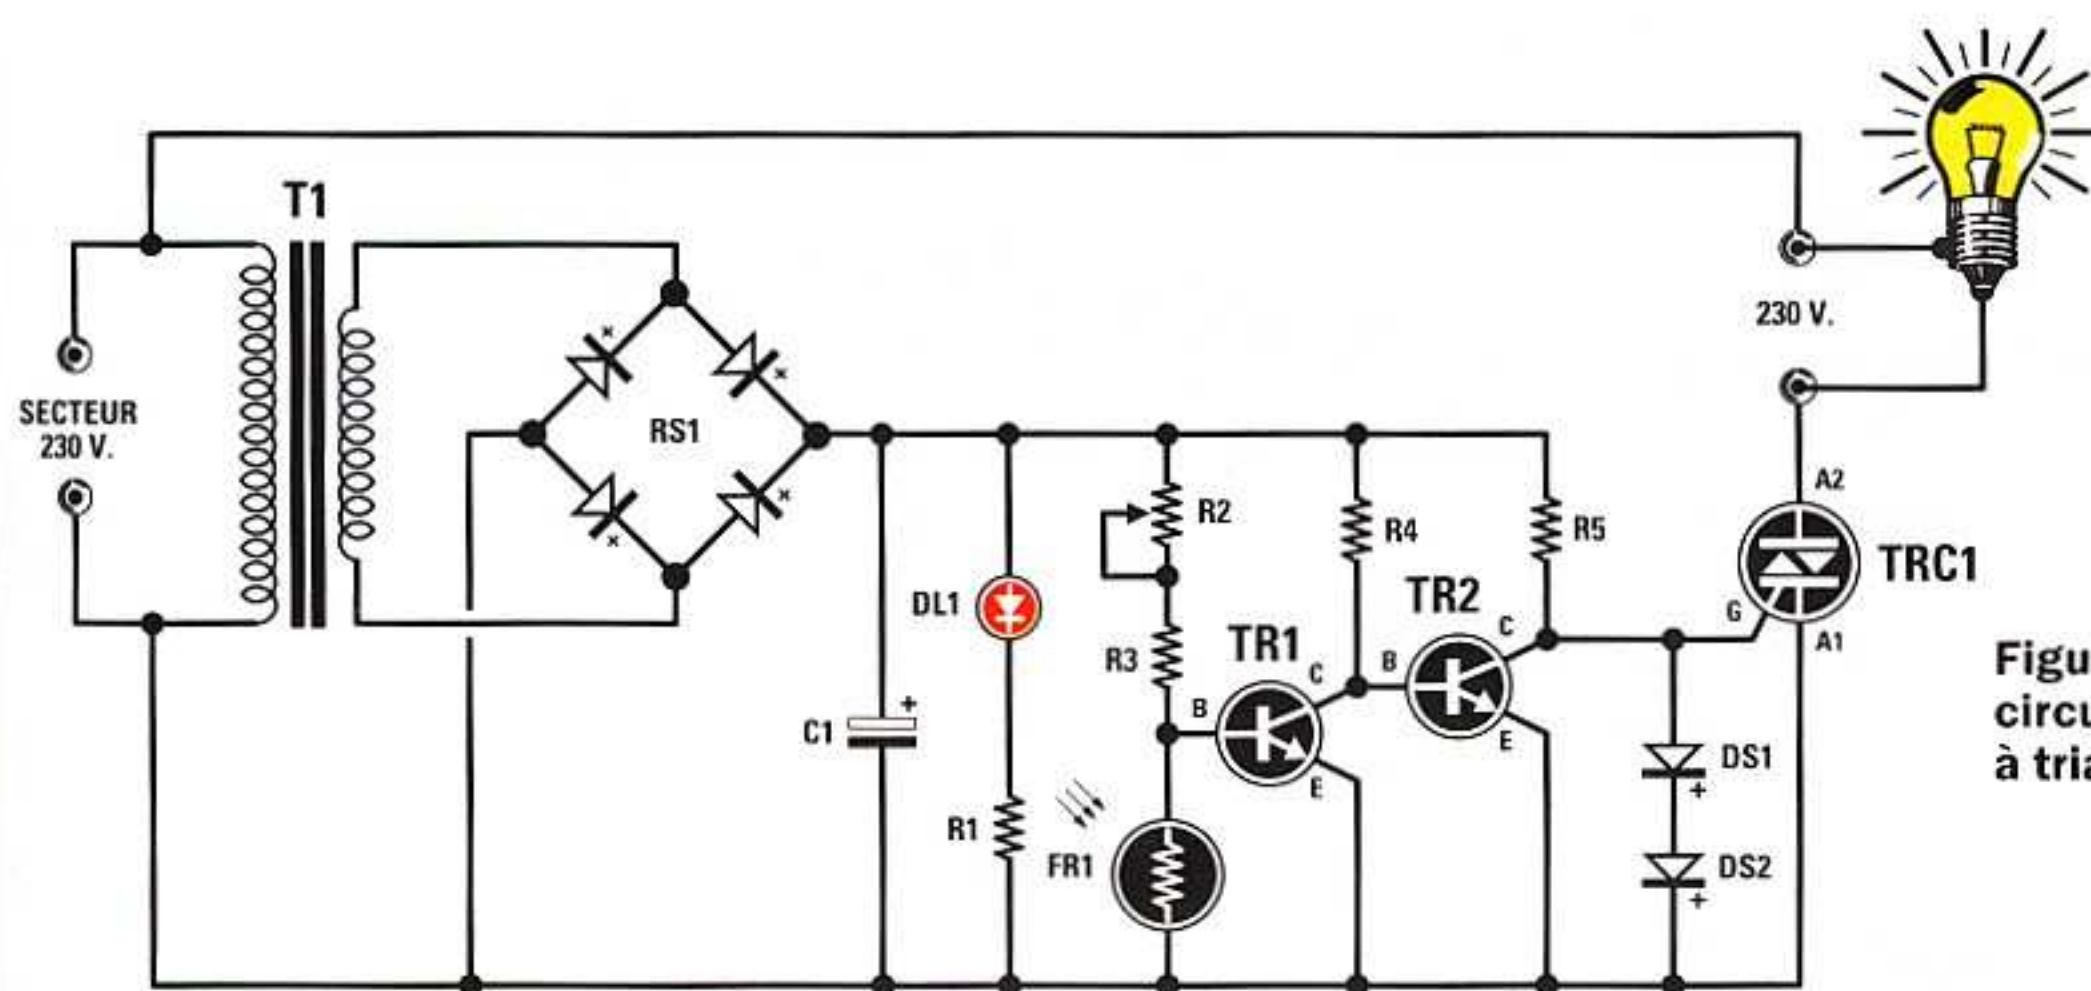 T1
SECTEUR
230 V.
RS1
C1
+
DL1
R1
R2
R3
FR1
TR1
B
C
E
R4
TR2
B
C
E
R5
DS1
+
DS2
+
230 V.
A2
TRC1
G
A1
Figu
circu
à tria